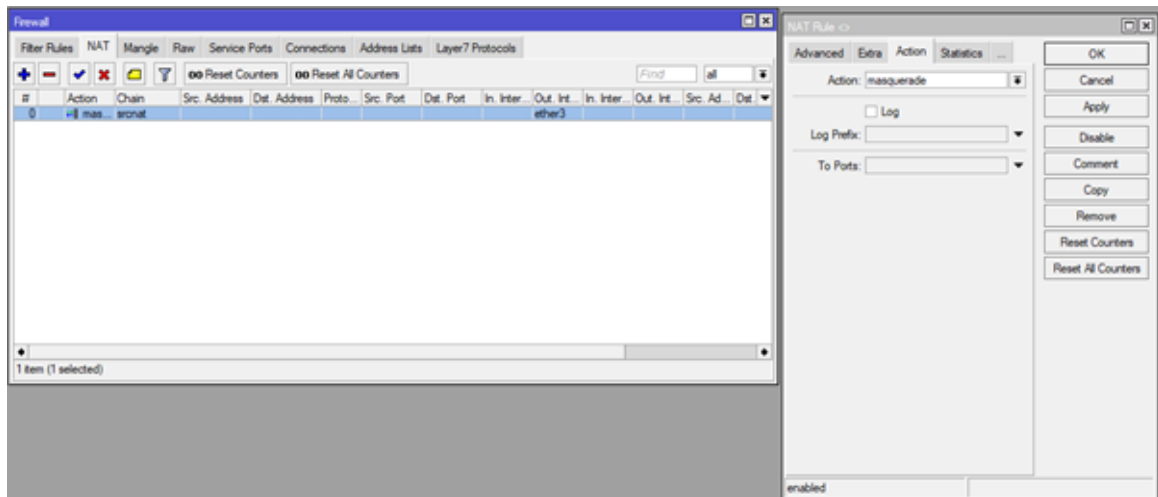 Firewall
Filter Rules NAT Mangle Raw Service Ports Connections Address Lists Layer7 Protocols
00 Reset Counters 00 Reset All Counters Find all
# Action Chain Src. Address Dst. Address Proto... Src. Port Dst. Port In. Inter... Out. Int... In. Inter... Out. Int... Src. Ad... Dst.
0 mas... srcnat ether3
1 item (1 selected)
NAT Rule <>
Advanced Extra Action Statistics ...
Action: masquerade
Log
Log Prefix:
To Ports:
OK
Cancel
Apply
Disable
Comment
Copy
Remove
Reset Counters
Reset All Counters
enabled